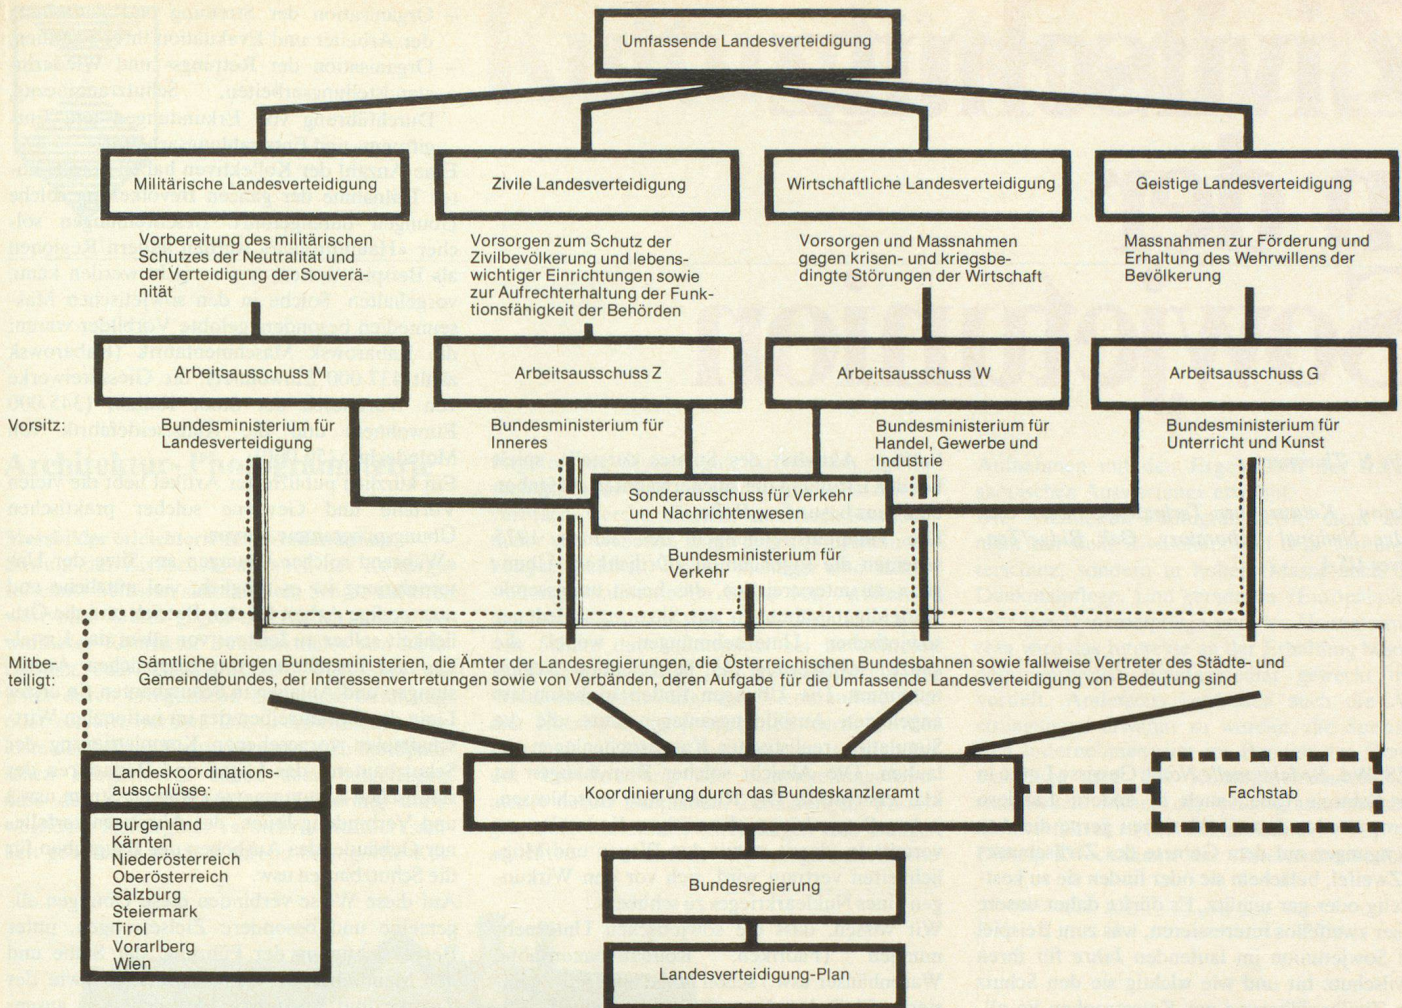 Umfassende Landesverteidigung
Militärische Landesverteidigung
Zivile Landesverteidigung
Wirtschaftliche Landesverteidigung
Geistige Landesverteidigung
Vorbereitung des militärischen
Schutzes der Neutralität und
der Verteidigung der Souverä-
nität
Vorsorgen zum Schutz der
Zivilbevölkerung und lebens-
wichtiger Einrichtungen sowie
zur Aufrechterhaltung der Funk-
tionsfähigkeit der Behörden
Vorsorgen und Massnahmen
gegen krisen- und kriegsbe-
dingte Störungen der Wirtschaft
Massnahmen zur Förderung und
Erhaltung des Wehrwillens der
Bevölkerung
Arbeitsausschuss M
Arbeitsausschuss Z
Arbeitsausschuss W
Arbeitsausschuss G
Vorsitz:
Bundesministerium für
Landesverteidigung
Bundesministerium für
Inneres
Bundesministerium für
Handel, Gewerbe und
Industrie
Bundesministerium für
Unterricht und Kunst
Sonderausschuss für Verkehr
und Nachrichtenwesen
Bundesministerium für
Verkehr
Mitbe-
teiligt:
Sämtliche übrigen Bundesministerien, die Ämter der Landesregierungen, die Österreichischen Bundesbahnen sowie fallweise Vertreter des Städte- und
Gemeindebundes, der Interessenvertretungen sowie von Verbänden, deren Aufgabe für die Umfassende Landesverteidigung von Bedeutung sind
Landeskoordinations-
ausschüsse:
Burgenland
Kärnten
Niederösterreich
Oberösterreich
Salzburg
Steiermark
Tirol
Vorarlberg
Wien
Koordinierung durch das Bundeskanzleramt
Fachstab
Bundesregierung
Landesverteidigung-Plan